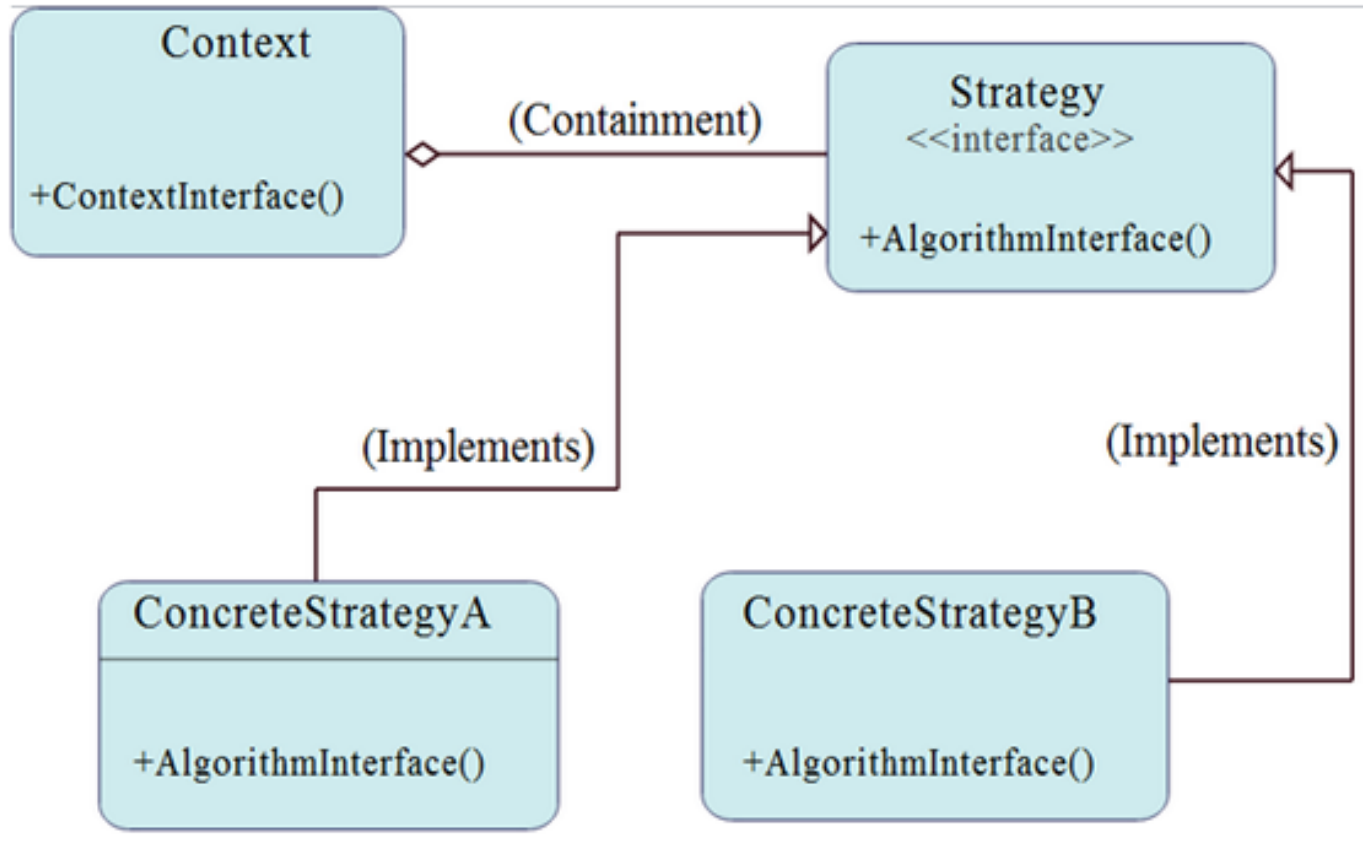 Context
+ContextInterface()
(Containment)
Strategy
<<interface>>
+AlgorithmInterface()
(Implements)
(Implements)
ConcreteStrategyA
+AlgorithmInterface()
ConcreteStrategyB
+AlgorithmInterface()